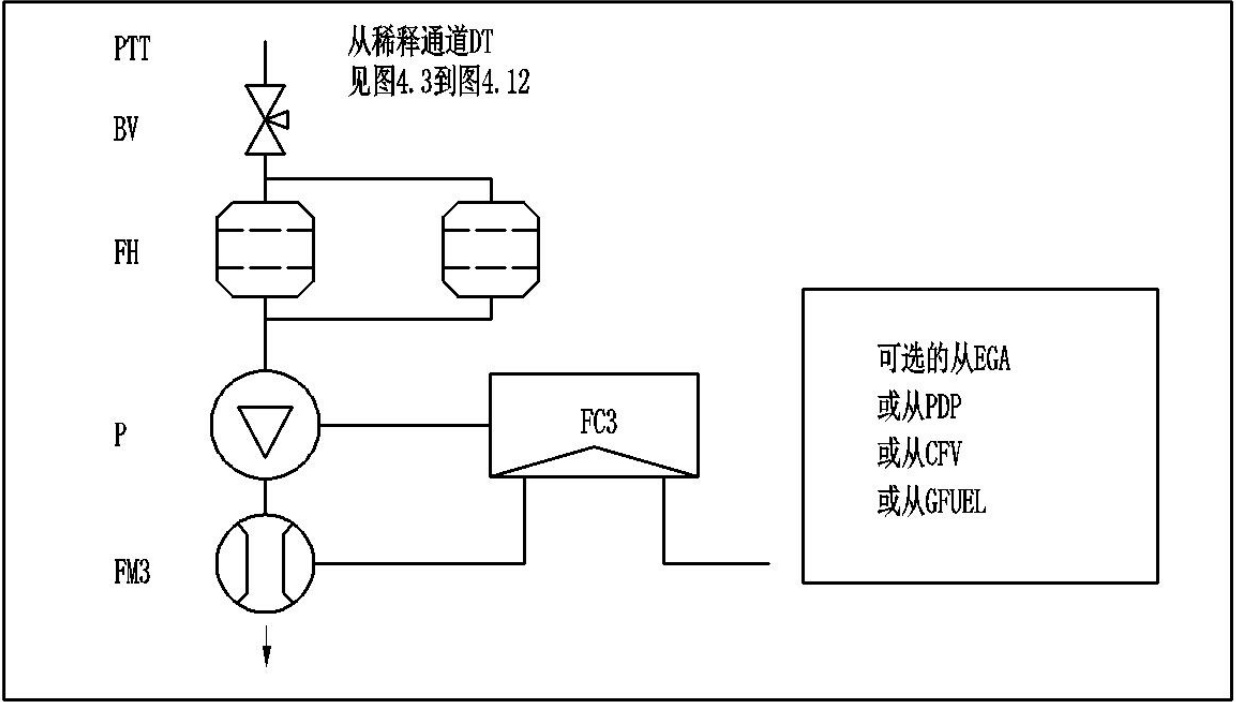 PTT
从稀释通道DT
见图4.3到图4.12
BV
FH
可选的从EGA
或从PDP
或从CFV
或从GFUEL
FC3
P
FM3